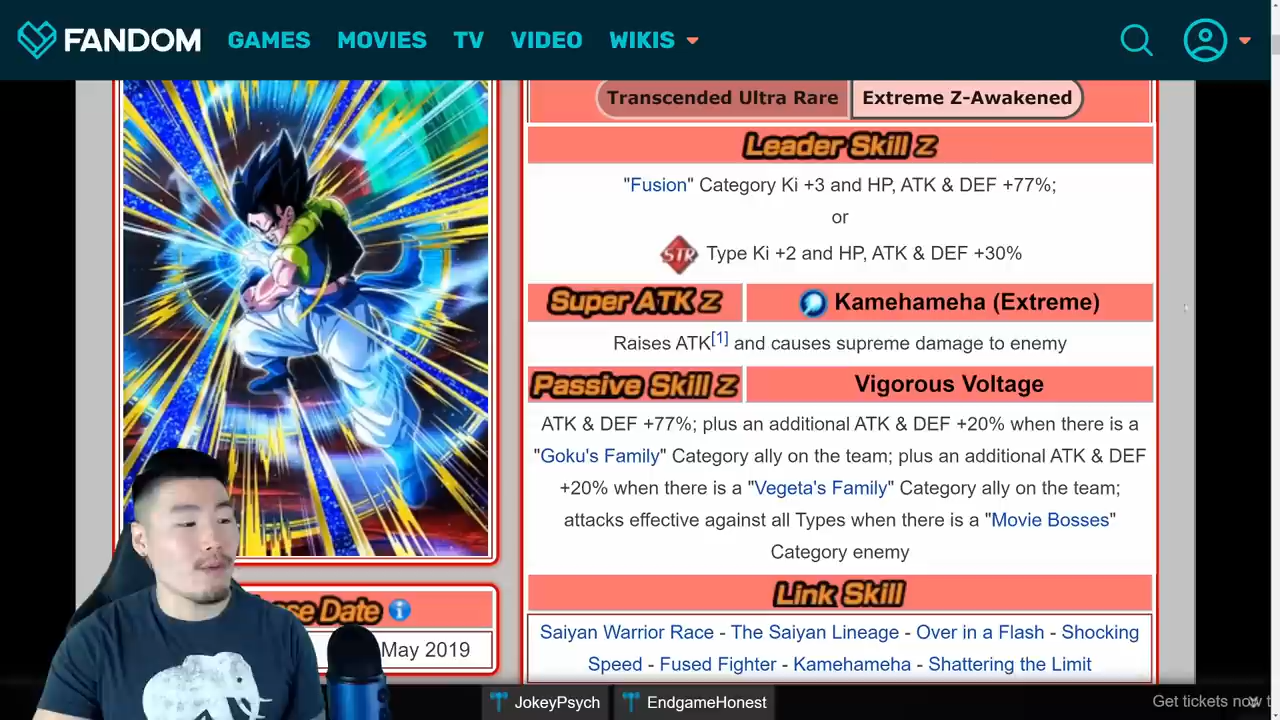 FANDOM GAMES MOVIES TV VIDEO WIKIS
Transcended Ultra Rare Extreme Z-Awakened
Leader Skill Z
"Fusion" Category Ki +3 and HP, ATK & DEF +77%;
or
STR Type Ki +2 and HP, ATK & DEF +30%
Super ATK Z Kamehameha (Extreme)
Raises ATK[1] and causes supreme damage to enemy
Passive Skill Z Vigorous Voltage
ATK & DEF +77%; plus an additional ATK & DEF +20% when there is a
"Goku's Family" Category ally on the team; plus an additional ATK & DEF
+20% when there is a "Vegeta's Family" Category ally on the team;
attacks effective against all Types when there is a "Movie Bosses"
Category enemy
Link Skill
Saiyan Warrior Race - The Saiyan Lineage - Over in a Flash - Shocking
Speed - Fused Fighter - Kamehameha - Shattering the Limit
Date
May 2019
JokeyPsych EndgameHonest Get tickets now